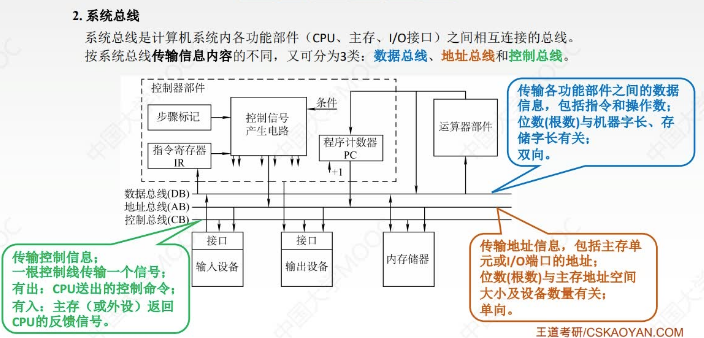 2. 系统总线
系统总线是计算机系统内各功能部件（CPU、主存、I/O接口）之间相互连接的总线。
按系统总线传输信息内容的不同，又可分为3类：数据总线、地址总线和控制总线。
控制器部件
步骤标记
指令寄存器
IR
控制信号
产生电路
条件
程序计数器
PC
+1
运算器部件
传输各功能部件之间的数据
信息，包括指令和操作数；
位数(根数)与机器字长、存
储字长有关；
双向。
数据总线(DB)
地址总线(AB)
控制总线(CB)
接口
输入设备
接口
输出设备
内存储器
传输控制信息；
一根控制线传输一个信号；
有出：CPU送出的控制命令；
有入：主存（或外设）返回
CPU的反馈信号。
传输地址信息，包括主存单
元或I/O端口的地址；
位数(根数)与主存地址空间
大小及设备数量有关；
单向。
王道考研/CSKAOYAN.COM